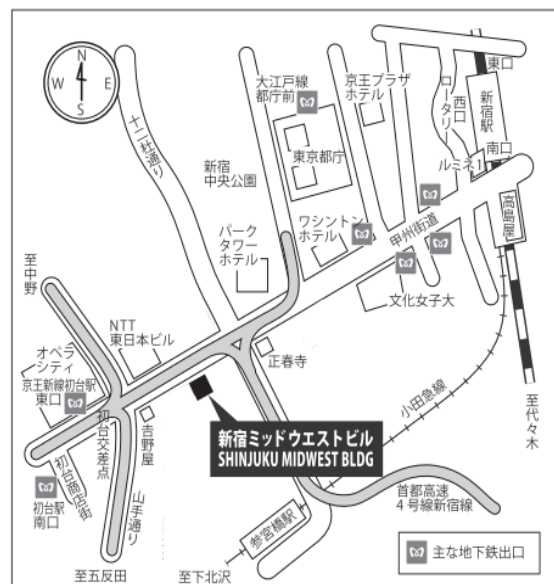 N
W
E
S
十二社通り
大江戸線
都庁前
京王プラザ
ホテル
ロータリー
西口
東口
新宿駅
南口
ルミネ1
高島屋
東京都庁
新宿
中央公園
ワシントン
ホテル
甲州街道
パーク
タワー
ホテル
文化女子大
至中野
NTT
東日本ビル
オペラ
シティ
京王新線初台駅
東口
正春寺
小田急線
至代々木
初台交差点
吉野屋
新宿ミッドウエストビル
SHINJUKU MIDWEST BLDG
初台商店街
初台駅
南口
山手通り
首都高速
4号線新宿線
参宮橋駅
主な地下鉄出口
至五反田
至下北沢